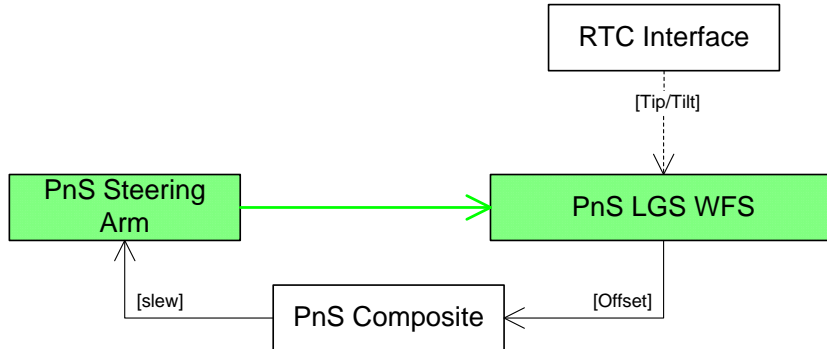 RTC Interface
[Tip/Tilt]
PnS Steering
Arm
PnS LGS WFS
[slew]
[Offset]
PnS Composite